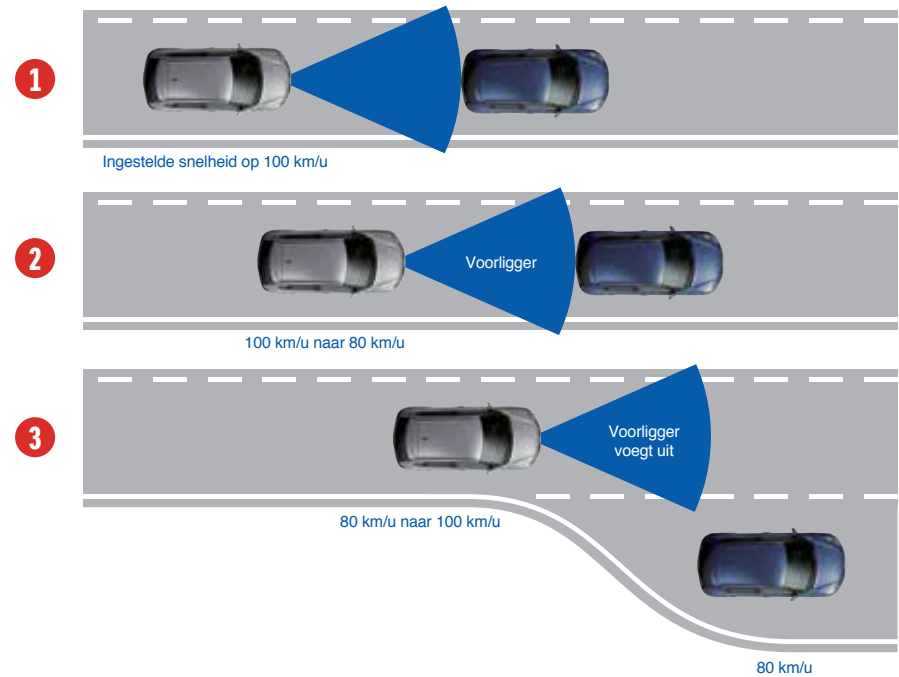 1
Ingestelde snelheid op 100 km/u
2
Voorligger
100 km/u naar 80 km/u
3
Voorligger
voegt uit
80 km/u naar 100 km/u
80 km/u